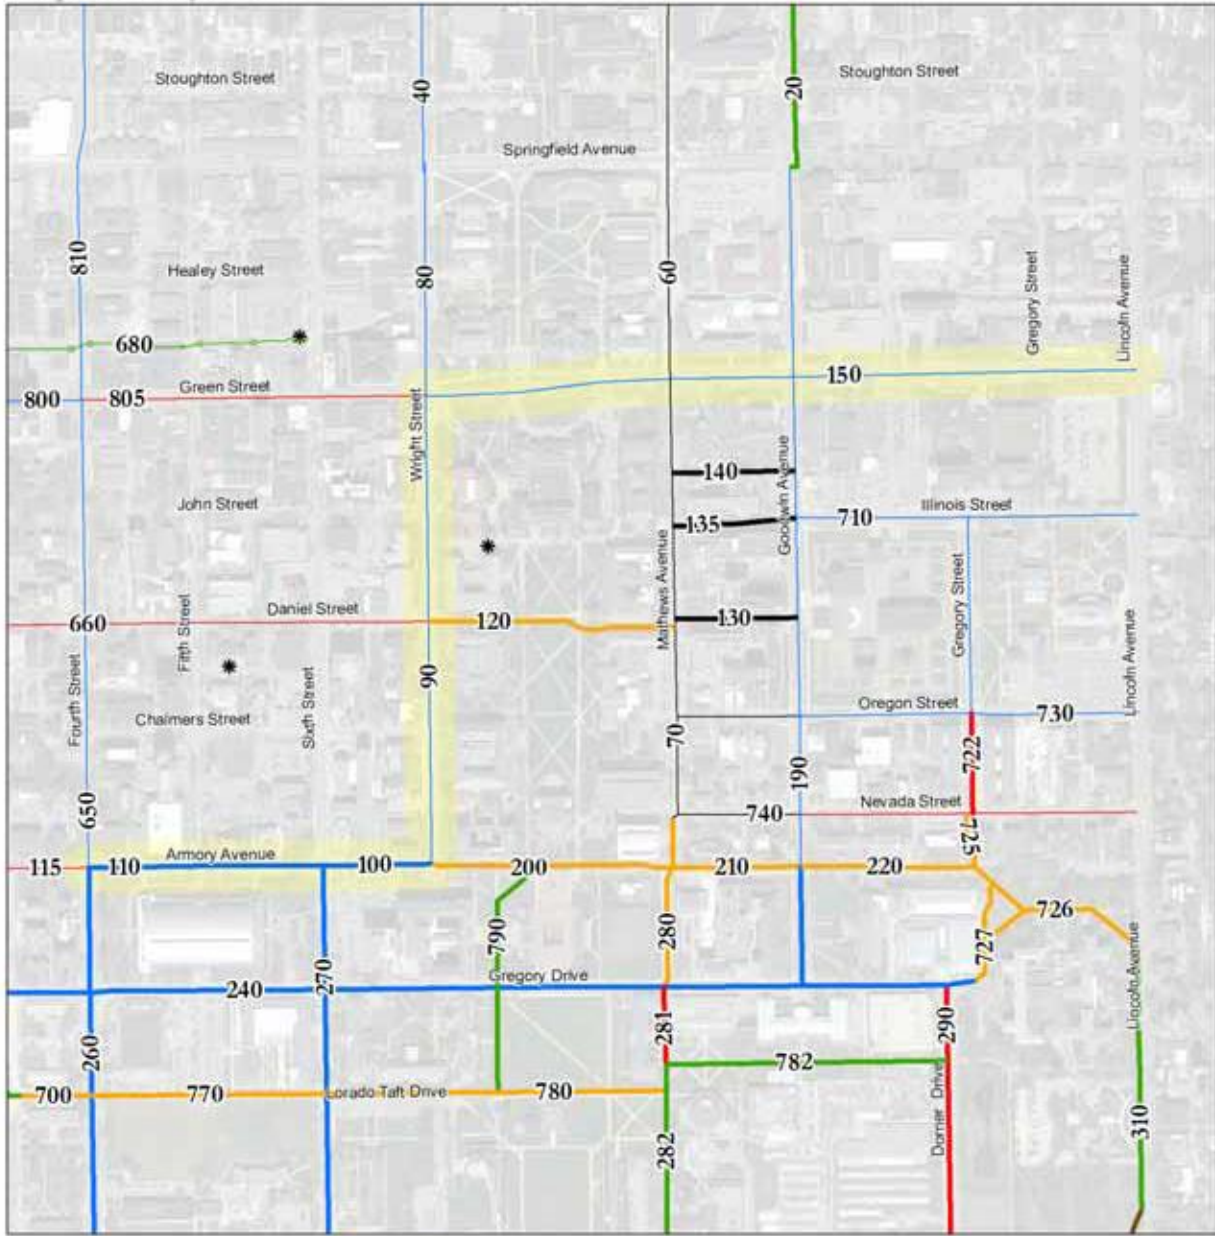 Stoughton Street
Stoughton Street
40
20
Springfield Avenue
810
Healey Street
80
60
Gregory Street
Lincoln Avenue
680
Green Street
800
805
150
Wright Street
140
Goodwin Avenue
John Street
135
710
Illinois Street
Mathews Avenue
Gregory Street
Fifth Street
Daniel Street
660
120
130
Lincoln Avenue
Fourth Street
Sixth Street
90
Chalmers Street
Oregon Street
730
70
722
190
650
Nevada Street
740
725
Armory Avenue
115
110
100
200
210
220
726
280
790
727
Gregory Drive
Lincoln Avenue
240
270
281
290
260
782
700
770
Lorado Taft Drive
780
Dorner Drive
282
310